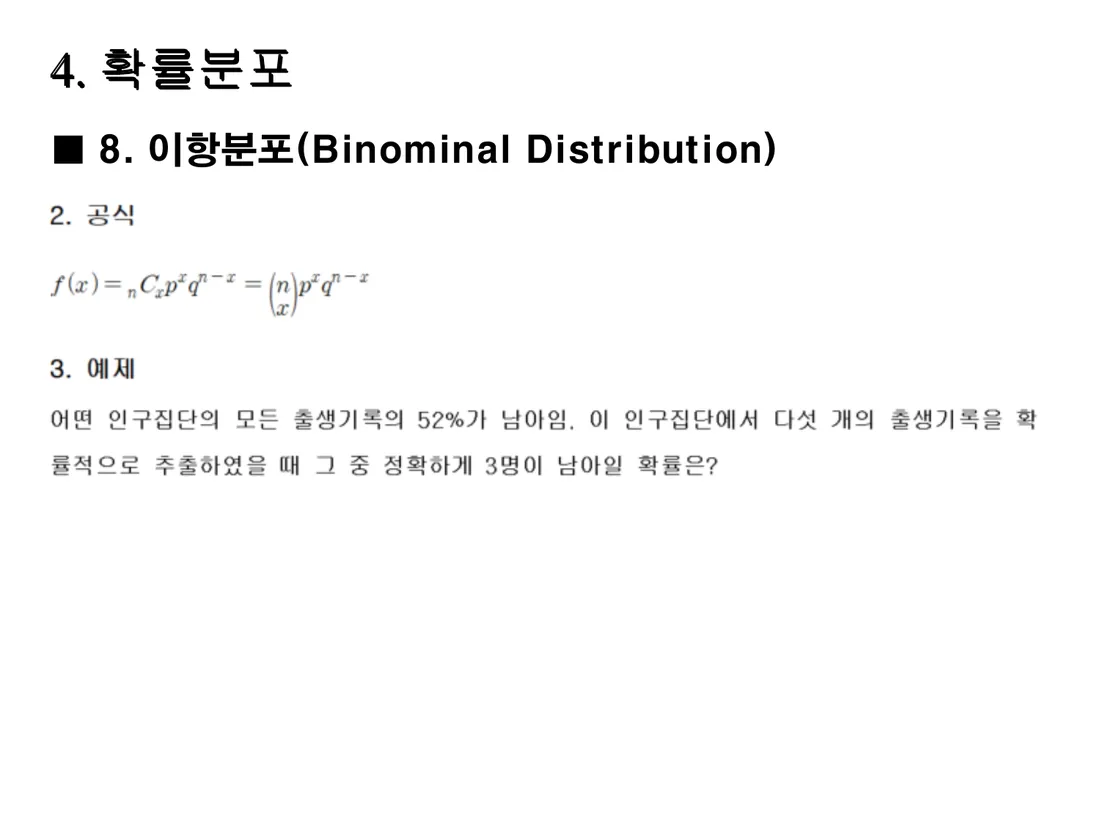 4. 확률분포
■ 8. 이항분포(Binominal Distribution)
2. 공식
f(x) = ₙCₓpˣqⁿ⁻ˣ = (n x)pˣqⁿ⁻ˣ
3. 예제
어떤 인구집단의 모든 출생기록의 52%가 남아임. 이 인구집단에서 다섯 개의 출생기록을 확
률적으로 추출하였을 때 그 중 정확하게 3명이 남아일 확률은?